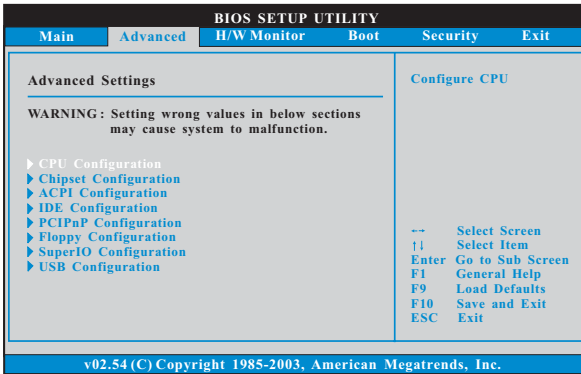 BIOS SETUP UTILITY
Main Advanced H/W Monitor Boot Security Exit
Advanced Settings
WARNING : Setting wrong values in below sections
may cause system to malfunction.
CPU Configuration
Chipset Configuration
ACPI Configuration
IDE Configuration
PCIPnP Configuration
Floppy Configuration
SuperIO Configuration
USB Configuration
Configure CPU
←→ Select Screen
↑↓ Select Item
Enter Go to Sub Screen
F1 General Help
F9 Load Defaults
F10 Save and Exit
ESC Exit
v02.54 (C) Copyright 1985-2003, American Megatrends, Inc.